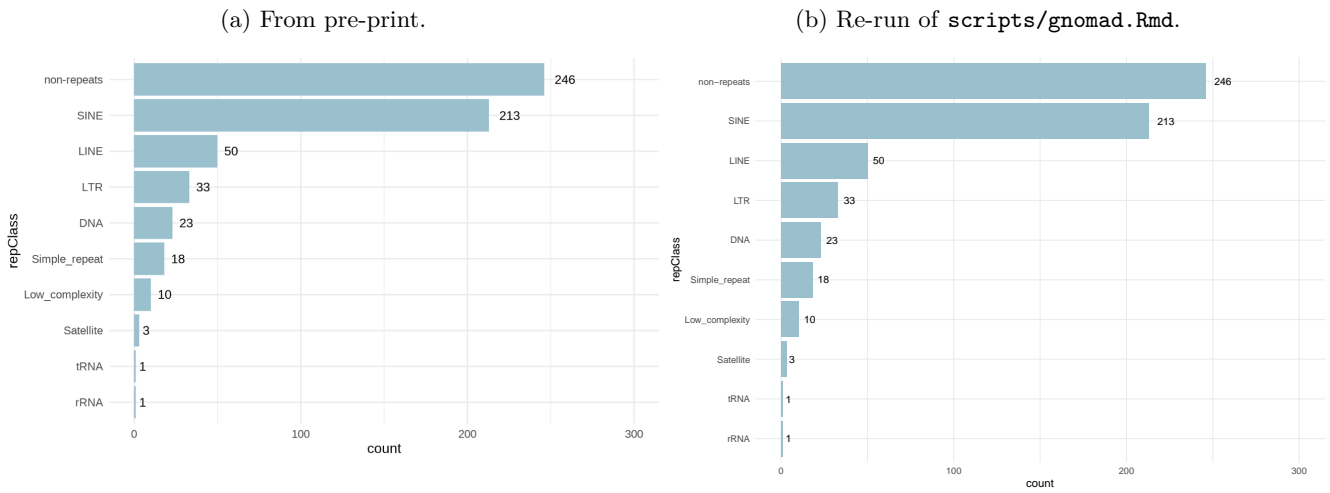 (a) From pre-print.
non-repeats 246
SINE 213
LINE 50
LTR 33
DNA 23
Simple_repeat 18
Low_complexity 10
Satellite 3
tRNA 1
rRNA 1
repClass
0 100 200 300
count
(b) Re-run of scripts/gnomad.Rmd.
non−repeats 246
SINE 213
LINE 50
LTR 33
DNA 23
Simple_repeat 18
Low_complexity 10
Satellite 3
tRNA 1
rRNA 1
repClass
0 100 200 300
count